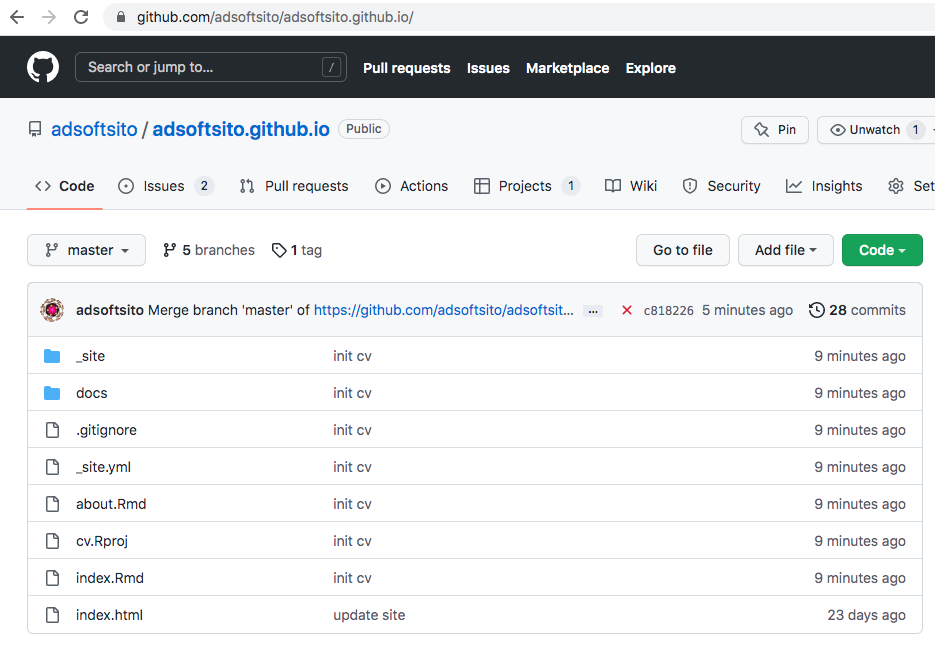 github.com/adsoftsito/adsoftsito.github.io/
Search or jump to... / Pull requests Issues Marketplace Explore
adsoftsito / adsoftsito.github.io Public Pin Unwatch 1
Code Issues 2 Pull requests Actions Projects 1 Wiki Security Insights Set
master 5 branches 1 tag Go to file Add file Code
adsoftsito Merge branch 'master' of https://github.com/adsoftsito/adsoftsit... ... c818226 5 minutes ago 28 commits
_site init cv 9 minutes ago
docs init cv 9 minutes ago
.gitignore init cv 9 minutes ago
_site.yml init cv 9 minutes ago
about.Rmd init cv 9 minutes ago
cv.Rproj init cv 9 minutes ago
index.Rmd init cv 9 minutes ago
index.html update site 23 days ago